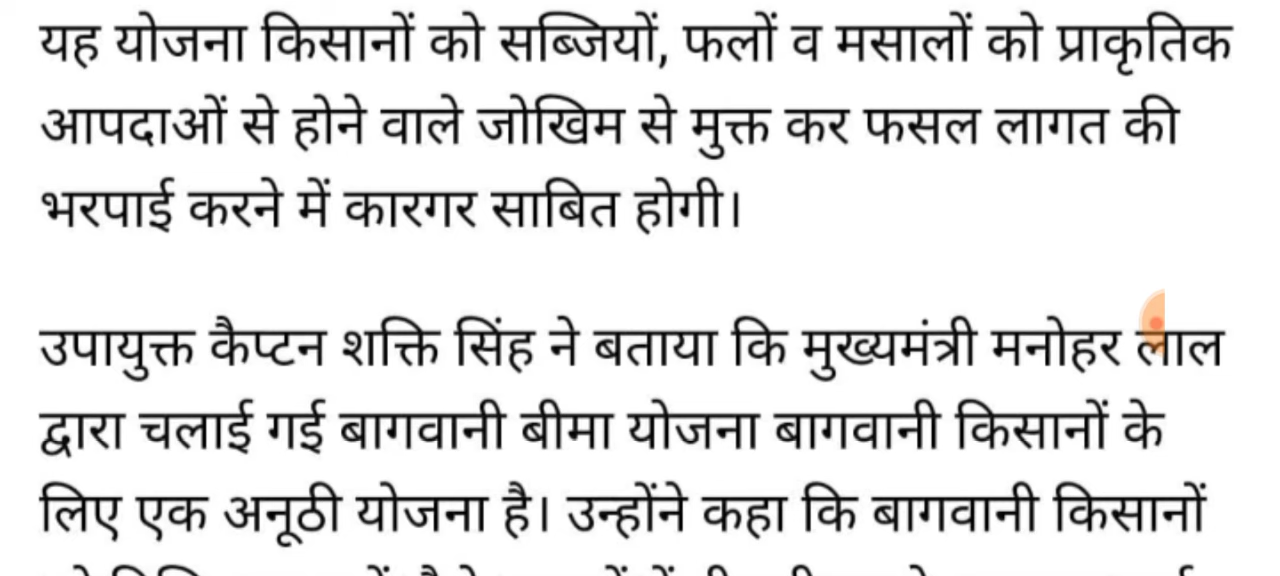 यह योजना किसानों को सब्जियों, फलों व मसालों को प्राकृतिक
आपदाओं से होने वाले जोखिम से मुक्त कर फसल लागत की
भरपाई करने में कारगर साबित होगी।
उपायुक्त कैप्टन शक्ति सिंह ने बताया कि मुख्यमंत्री मनोहर लाल
द्वारा चलाई गई बागवानी बीमा योजना बागवानी किसानों के
लिए एक अनूठी योजना है। उन्होंने कहा कि बागवानी किसानों